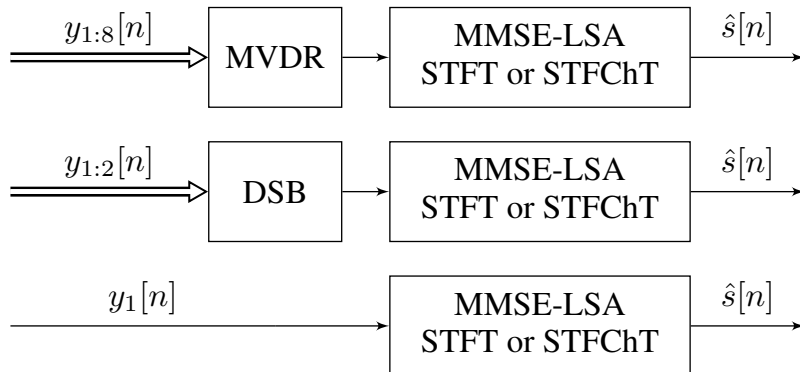 y_{1:8}[n]
MVDR
MMSE-LSA
STFT or STFChT
ŝ[n]
y_{1:2}[n]
DSB
MMSE-LSA
STFT or STFChT
ŝ[n]
y_1[n]
MMSE-LSA
STFT or STFChT
ŝ[n]